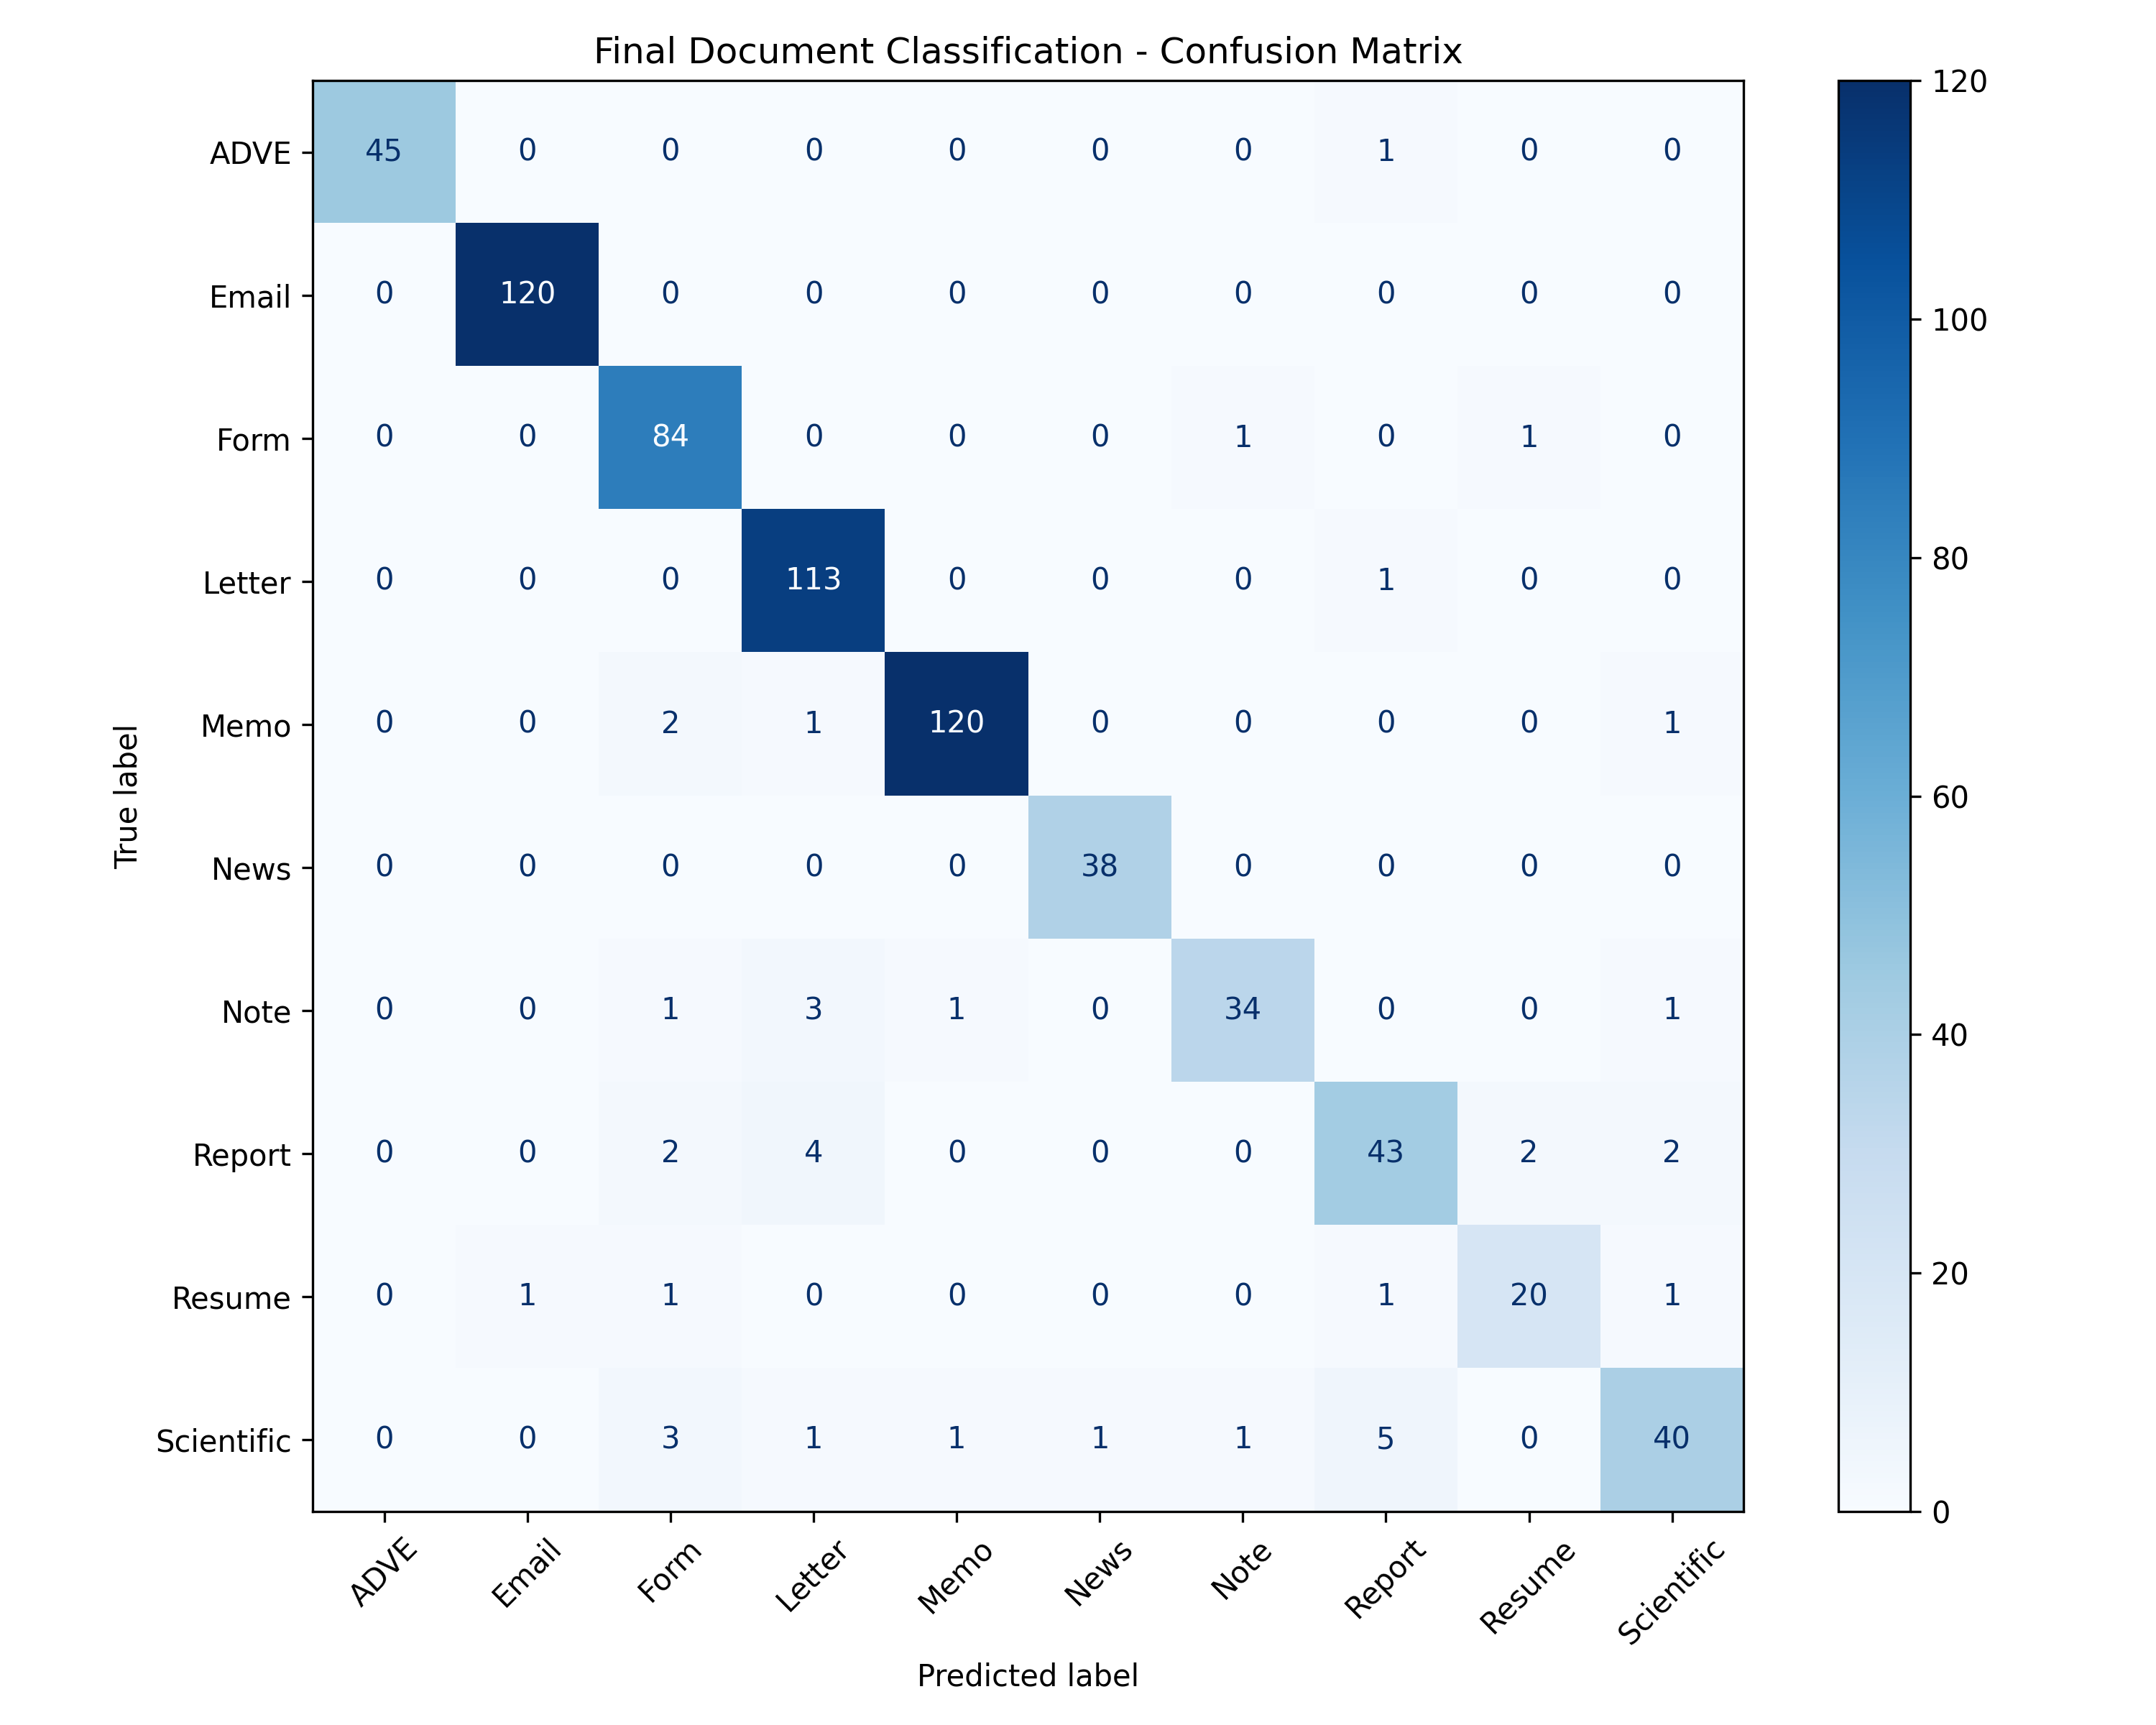 Final Document Classification - Confusion Matrix
ADVE 45 0 0 0 0 0 0 1 0 0
Email 0 120 0 0 0 0 0 0 0 0
Form 0 0 84 0 0 0 1 0 1 0
Letter 0 0 0 113 0 0 0 1 0 0
Memo 0 0 2 1 120 0 0 0 0 1
News 0 0 0 0 0 38 0 0 0 0
Note 0 0 1 3 1 0 34 0 0 1
Report 0 0 2 4 0 0 0 43 2 2
Resume 0 1 1 0 0 0 0 1 20 1
Scientific 0 0 3 1 1 1 1 5 0 40
ADVE Email Form Letter Memo News Note Report Resume Scientific
Predicted label
True label
120
100
80
60
40
20
0